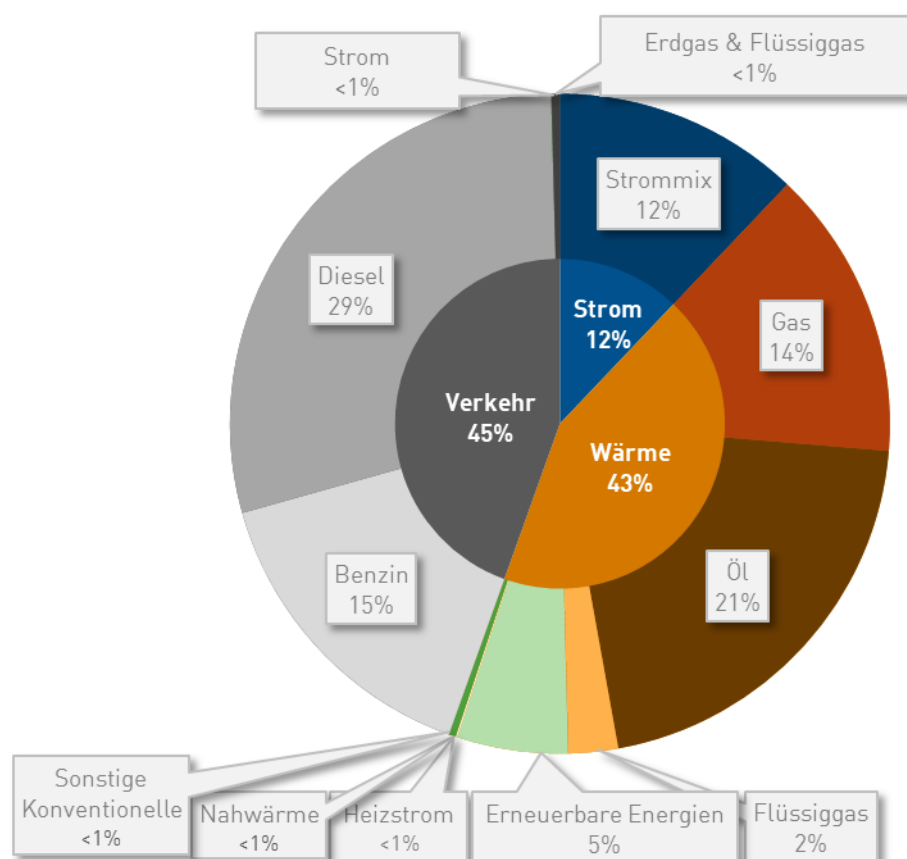 Strom
<1%
Erdgas & Flüssiggas
<1%
Strommix
12%
Diesel
29%
Strom
12%
Gas
14%
Verkehr
45%
Wärme
43%
Benzin
15%
Öl
21%
Sonstige
Konventionelle
<1%
Nahwärme
<1%
Heizstrom
<1%
Erneuerbare Energien
5%
Flüssiggas
2%